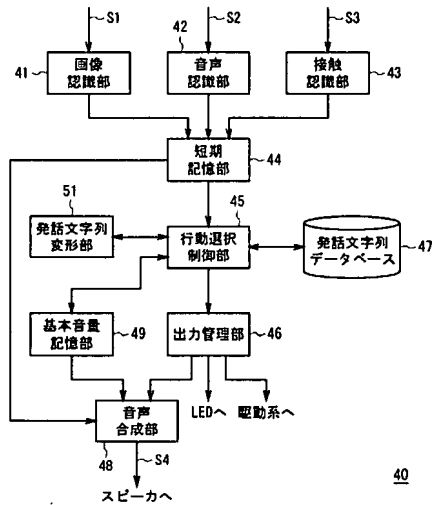 S1
S2
S3
41
画像
認識部
42
音声
認識部
接触
認識部
43
短期
記憶部
44
51
発話文字列
変形部
45
行動選択
制御部
発話文字列
データベース
47
基本音量
記憶部
49
出力管理部
46
音声
合成部
48
LEDへ
駆動系へ
S4
スピーカへ
40